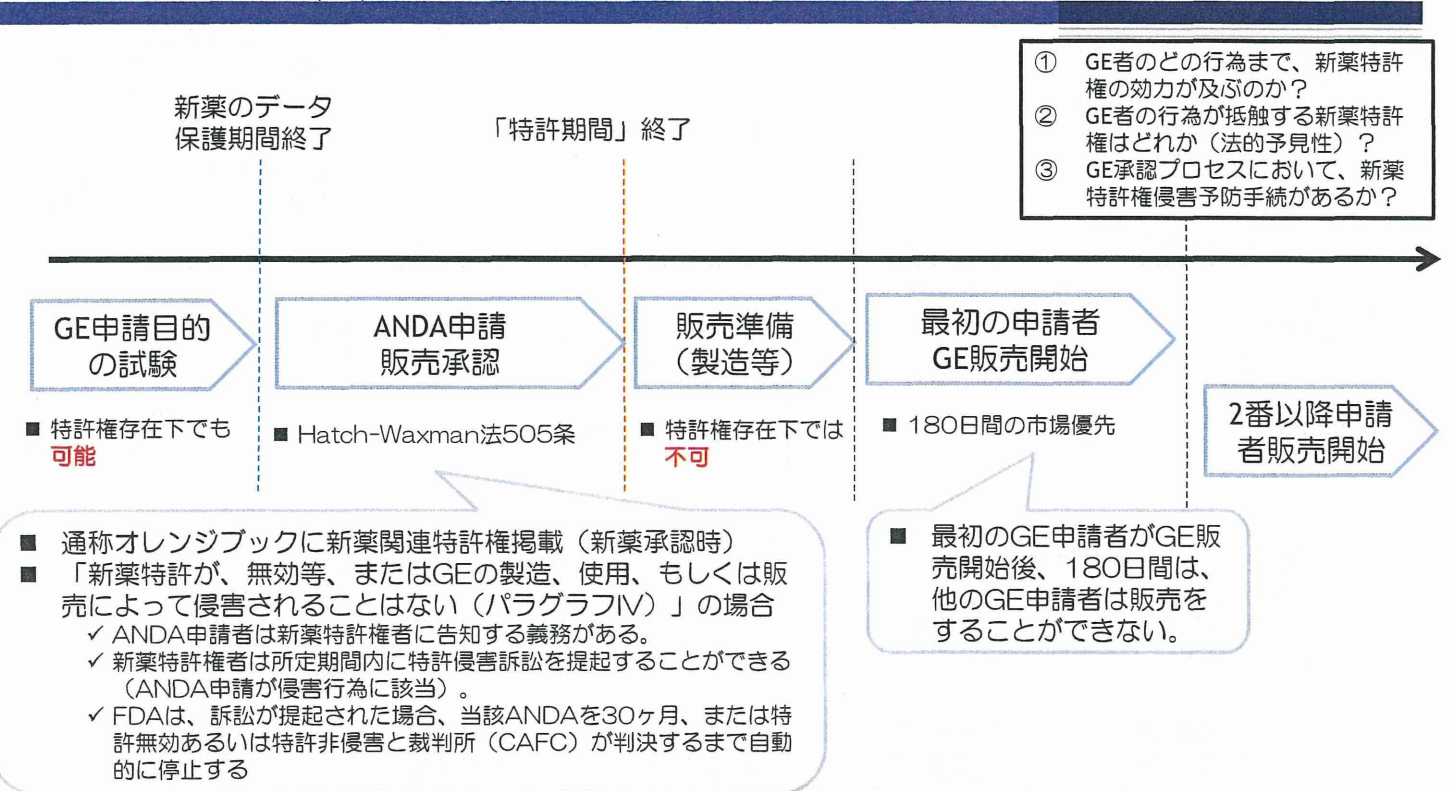 ① GE者のどの行為まで、新薬特許
権の効力が及ぶのか?
② GE者の行為が抵触する新薬特許
権はどれか（法的予見性）?
③ GE承認プロセスにおいて、新薬
特許権侵害予防手続があるか?
新薬のデータ
保護期間終了
「特許期間」終了
GE申請目的
の試験
ANDA申請
販売承認
販売準備
（製造等）
最初の申請者
GE販売開始
2番以降申請
者販売開始
■ 特許権存在下でも
可能
■ Hatch-Waxman法505条
■ 特許権存在下では
不可
■ 180日間の市場優先
■ 通称オレンジブックに新薬関連特許権掲載（新薬承認時）
■ 「新薬特許が、無効等、またはGEの製造、使用、もしくは販
売によって侵害されることはない（パラグラフIV）」の場合
✓ ANDA申請者は新薬特許権者に告知する義務がある。
✓ 新薬特許権者は所定期間内に特許侵害訴訟を提起することができる
（ANDA申請が侵害行為に該当）。
✓ FDAは、訴訟が提起された場合、当該ANDAを30ヶ月、または特
許無効あるいは特許非侵害と裁判所（CAFC）が判決するまで自動
的に停止する
■ 最初のGE申請者がGE販
売開始後、180日間は、
他のGE申請者は販売を
することができない。